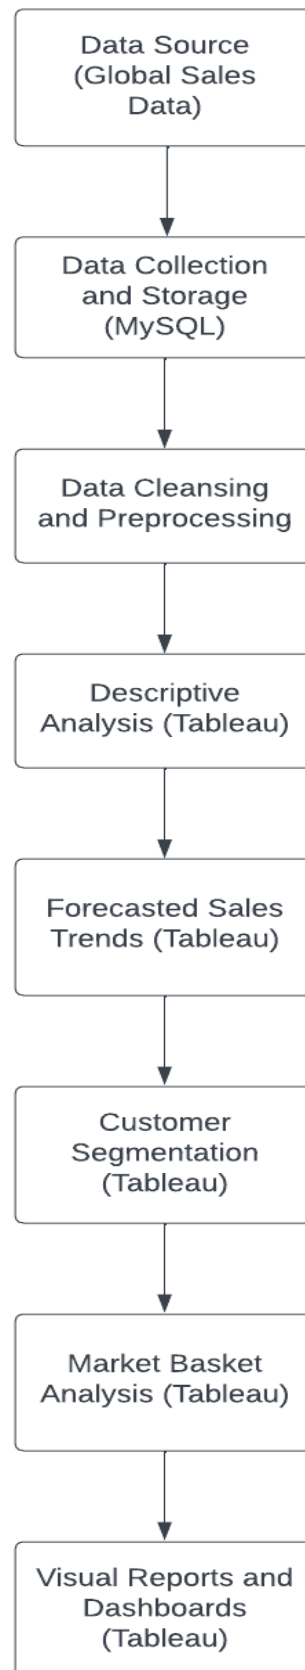 Data Source
(Global Sales
Data)
Data Collection
and Storage
(MySQL)
Data Cleansing
and Preprocessing
Descriptive
Analysis (Tableau)
Forecasted Sales
Trends (Tableau)
Customer
Segmentation
(Tableau)
Market Basket
Analysis (Tableau)
Visual Reports and
Dashboards
(Tableau)